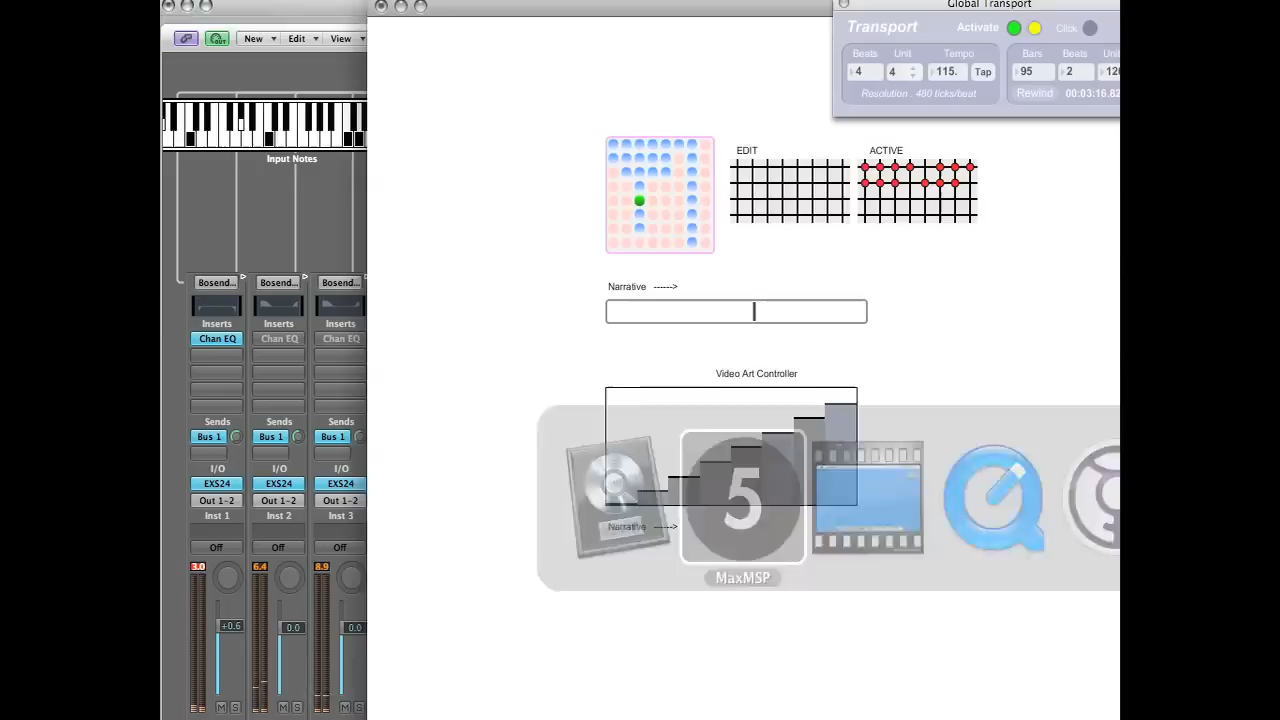 Global Transport
Transport Activate Click
Beats Unit Tempo Bars Beats
4 4 115. Tap 95 2
Resolution . 480 ticks/beat Rewind 00:03:16.82
New Edit View
Input Notes
EDIT ACTIVE
Narrative ------>
Video Art Controller
Narrative ------>
5
MaxMSP
Bosend... Bosend... Bosend...
Inserts Inserts Inserts
Chan EQ Chan EQ Chan EQ
Sends Sends Sends
Bus 1 Bus 1 Bus 1
I/O I/O I/O
EXS24 EXS24 EXS24
Out 1-2 Out 1-2 Out 1-2
Inst 1 Inst 2 Inst 3
Off Off Off
3.0 6.4 8.9
+0.6 0.0 0.0
M S M S M S